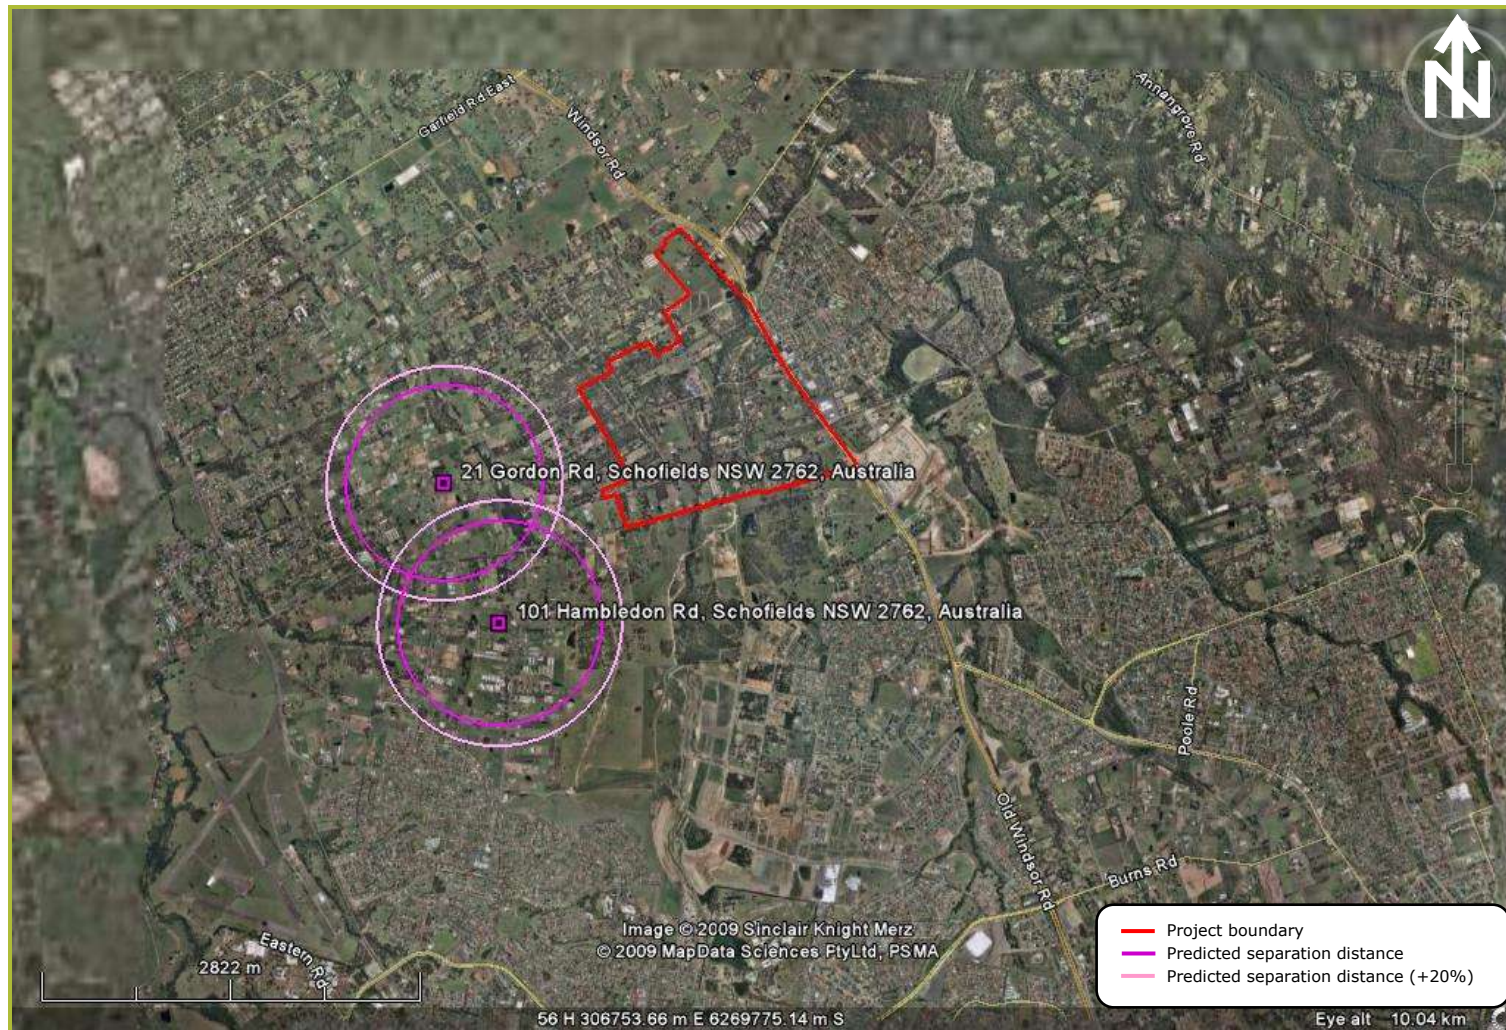 N
Garfield Rd East
Windsor Rd
Annangrove Rd
21 Gordon Rd, Schofields NSW 2762, Australia
101 Hambledon Rd, Schofields NSW 2762, Australia
Poole Rd
Old Windsor Rd
Burns Rd
Eastern Rd
2822 m
Image © 2009 Sinclair Knight Merz
© 2009 MapData Sciences PtyLtd, PSMA
Project boundary
Predicted separation distance
Predicted separation distance (+20%)
56 H 306753.66 m E 6269775.14 m S
Eye alt 10.04 km